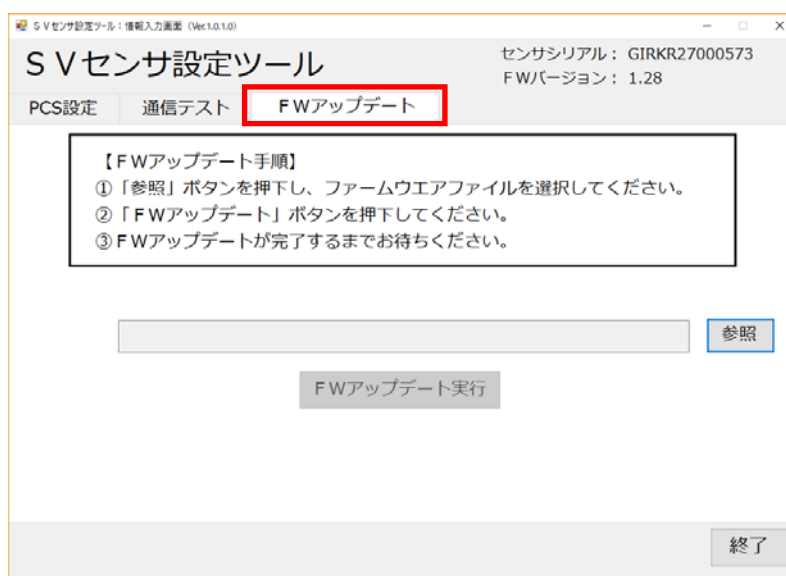 ＳＶセンサ設定ツール：情報入力画面（Ver.1.0.1.0）
ＳＶセンサ設定ツール
センサシリアル： GIRKR27000573
ＦＷバージョン： 1.28
PCS設定 通信テスト ＦＷアップデート
【ＦＷアップデート手順】
①「参照」ボタンを押下し、ファームウエアファイルを選択してください。
②「ＦＷアップデート」ボタンを押下してください。
③ＦＷアップデートが完了するまでお待ちください。
参照
ＦＷアップデート実行
終了